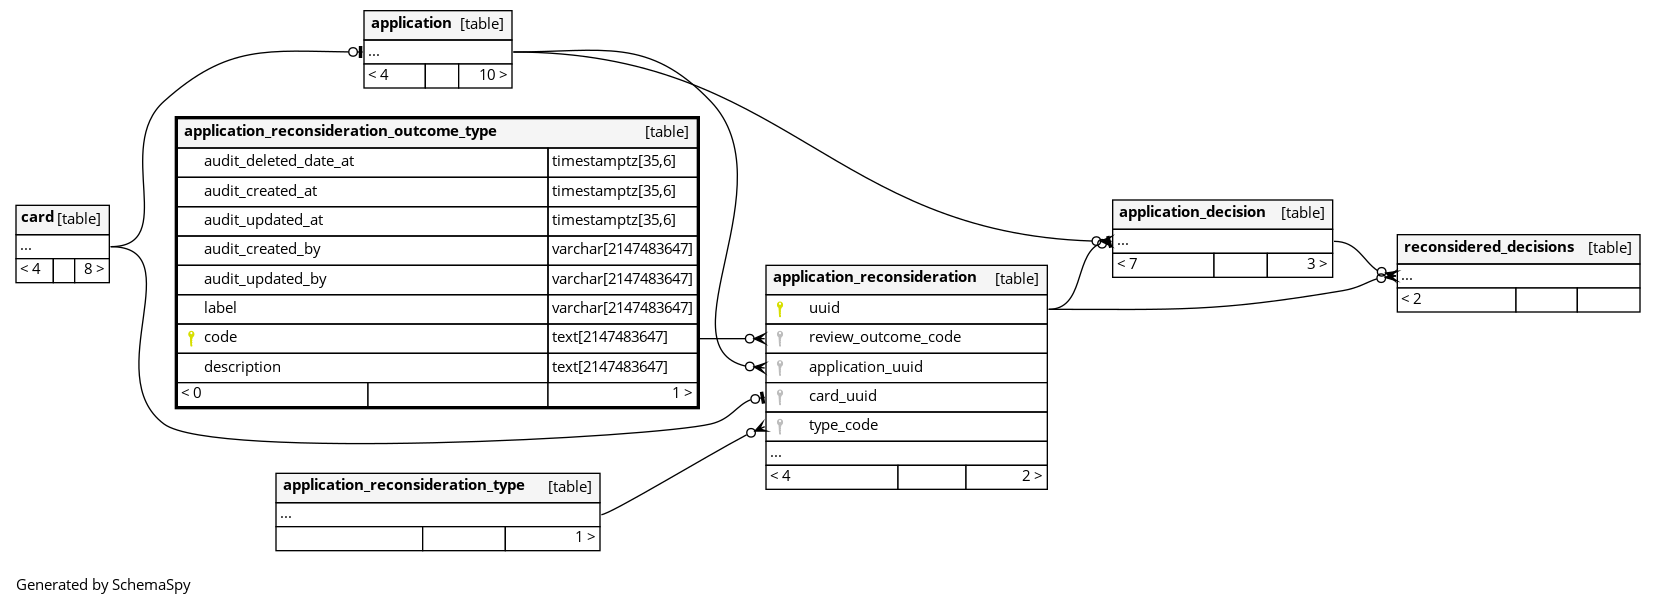 application [table]
...
< 4 10 >
application_reconsideration_outcome_type [table]
audit_deleted_date_at timestamptz[35,6]
audit_created_at timestamptz[35,6]
audit_updated_at timestamptz[35,6]
audit_created_by varchar[2147483647]
audit_updated_by varchar[2147483647]
label varchar[2147483647]
code text[2147483647]
description text[2147483647]
< 0 1 >
card [table]
...
< 4 8 >
application_reconsideration [table]
uuid
review_outcome_code
application_uuid
card_uuid
type_code
...
< 4 2 >
application_decision [table]
...
< 7 3 >
reconsidered_decisions [table]
...
< 2
application_reconsideration_type [table]
...
1 >
Generated by SchemaSpy